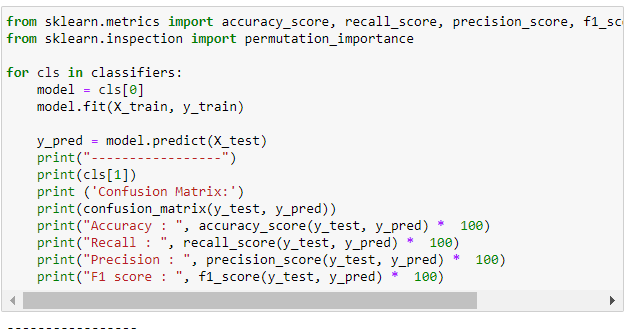 from sklearn.metrics import accuracy_score, recall_score, precision_score, f1_sco
from sklearn.inspection import permutation_importance

for cls in classifiers:
    model = cls[0]
    model.fit(X_train, y_train)

    y_pred = model.predict(X_test)
    print("-----------------")
    print(cls[1])
    print ('Confusion Matrix:')
    print(confusion_matrix(y_test, y_pred))
    print("Accuracy : ", accuracy_score(y_test, y_pred) *  100)
    print("Recall : ", recall_score(y_test, y_pred) *  100)
    print("Precision : ", precision_score(y_test, y_pred) *  100)
    print("F1 score : ", f1_score(y_test, y_pred) *  100)
-----------------